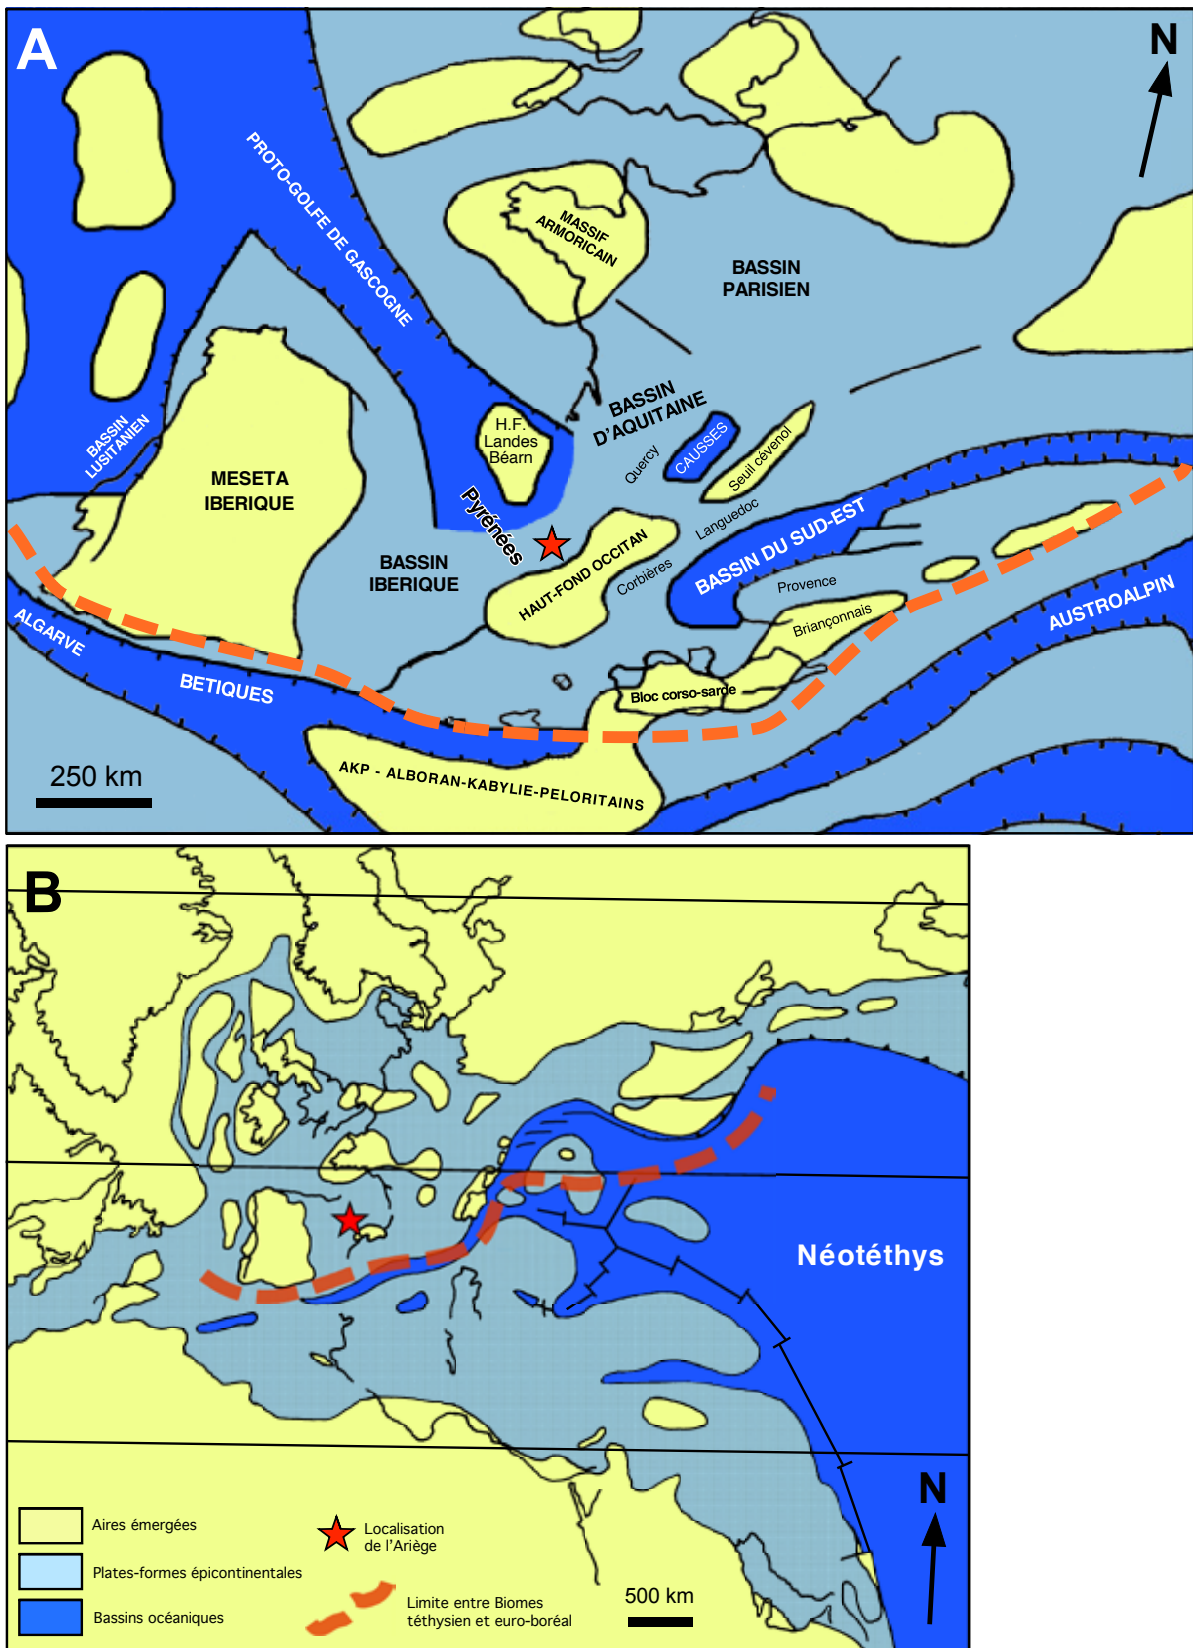 A
N
PROTO-GOLFE DE GASCOGNE
MASSIF
ARMORICAIN
BASSIN
PARISIEN
BASSIN
D'AQUITAINE
BASSIN
LUSITANIEN
H.F.
Landes
Béarn
Quercy
CAUSSES
Seuil cévenol
MESETA
IBERIQUE
Pyrénées
Languedoc
BASSIN DU SUD-EST
BASSIN
IBERIQUE
HAUT-FOND OCCITAN
Corbières
Provence
Briançonnais
AUSTROALPIN
ALGARVE
BETIQUES
Bloc corso-sarde
250 km
AKP - ALBORAN-KABYLIE-PELORITAINS
B
Néotéthys
N
Aires émergées
Plates-formes épicontinentales
Bassins océaniques
Localisation
de l'Ariège
Limite entre Biomes
téthysien et euro-boréal
500 km